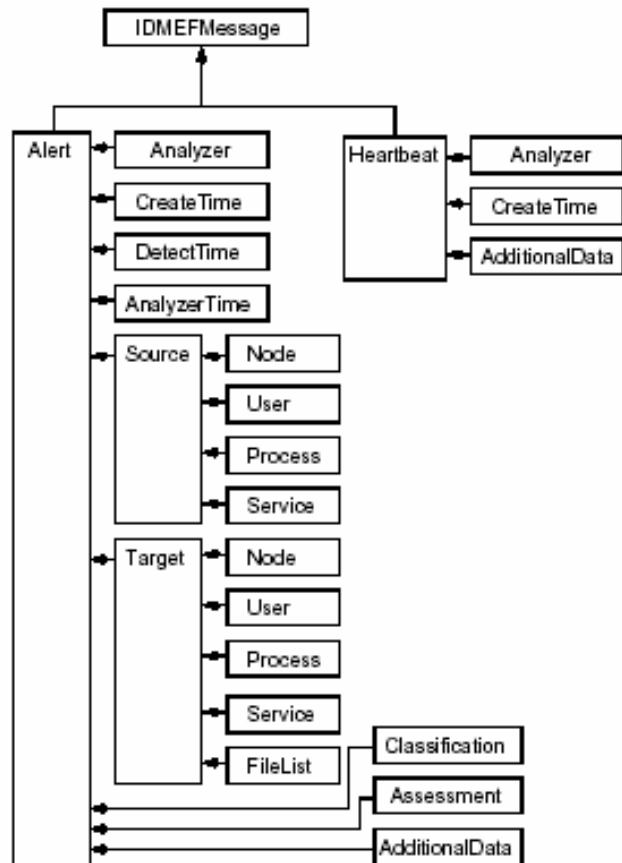 IDMEFMessage
Alert
Analyzer
CreateTime
DetectTime
AnalyzerTime
Source
Node
User
Process
Service
Target
Node
User
Process
Service
FileList
Classification
Assessment
AdditionalData
Heartbeat
Analyzer
CreateTime
AdditionalData